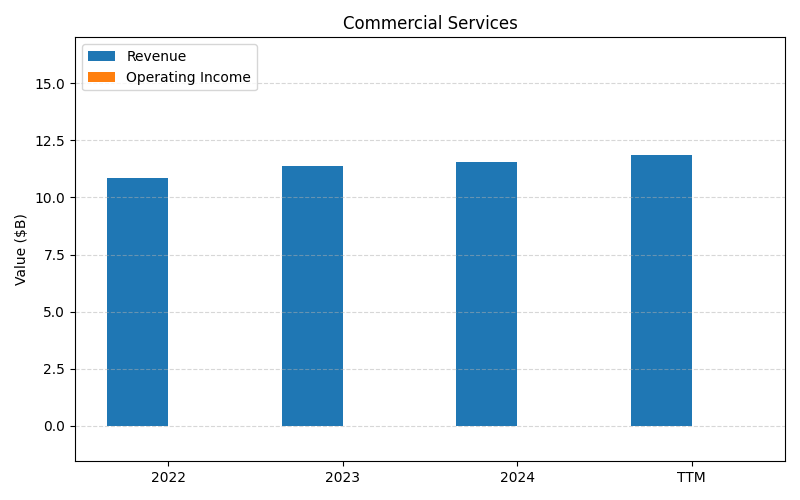 Commercial Services
Revenue
Operating Income
Value ($B)
15.0
12.5
10.0
7.5
5.0
2.5
0.0
2022 2023 2024 TTM